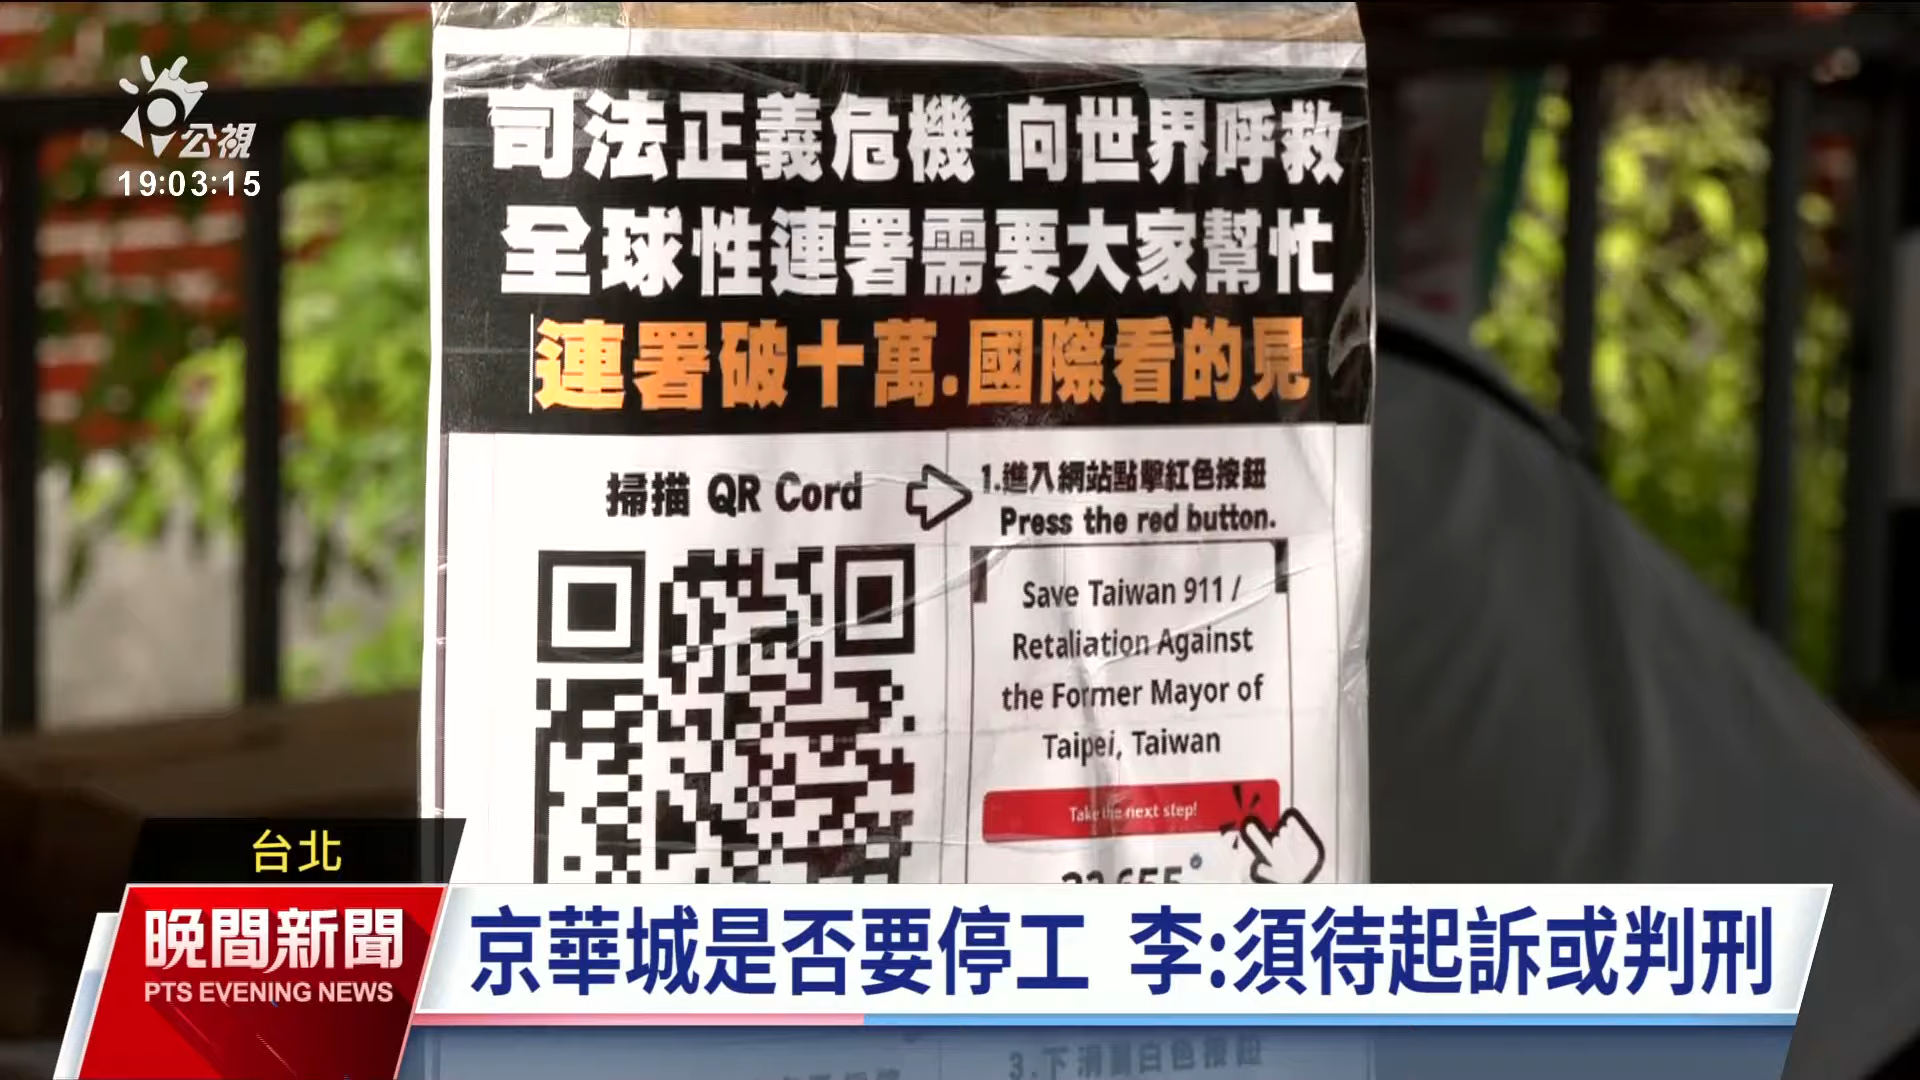 公視
19:03:15
司法正義危機 向世界呼救
全球性連署需要大家幫忙
連署破十萬.國際看的見
掃描 QR Cord
1.進入網站點擊紅色按鈕
Press the red button.
Save Taiwan 911 /
Retaliation Against
the Former Mayor of
Taipei, Taiwan
Take the next step!
台北
晚間新聞
PTS EVENING NEWS
京華城是否要停工 李:須待起訴或判刑